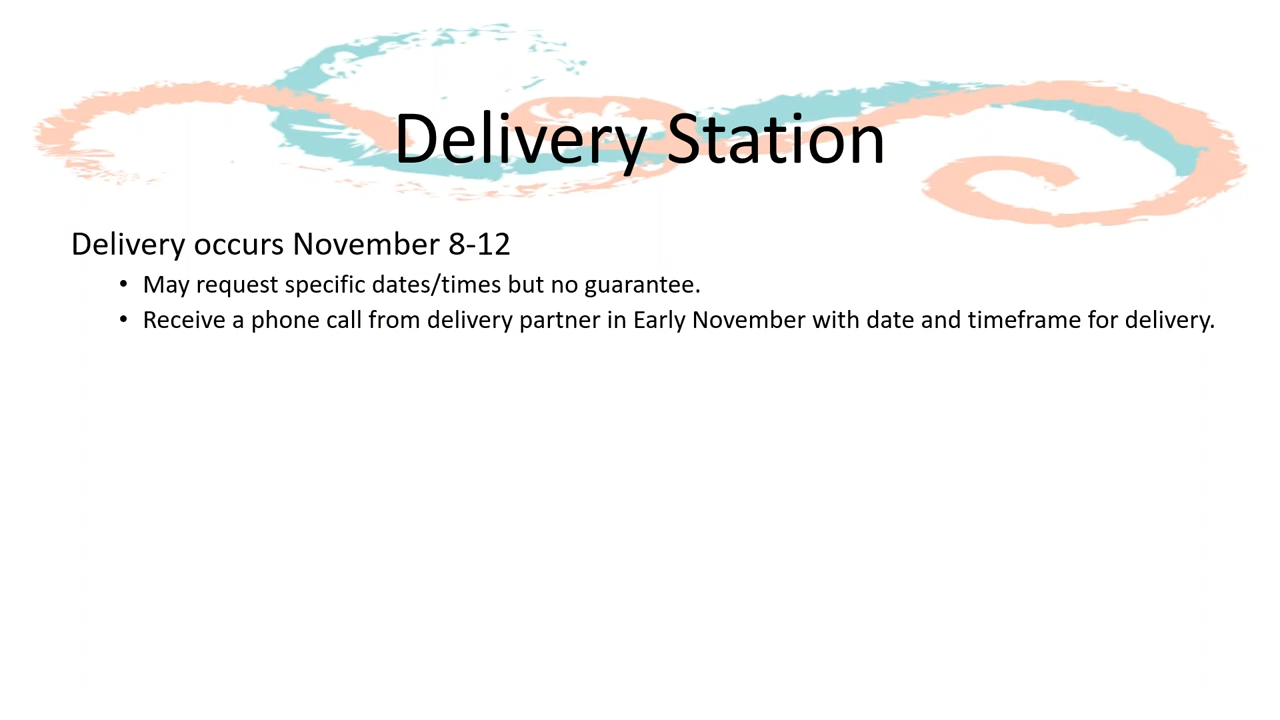 Delivery Station
Delivery occurs November 8-12
• May request specific dates/times but no guarantee.
• Receive a phone call from delivery partner in Early November with date and timeframe for delivery.